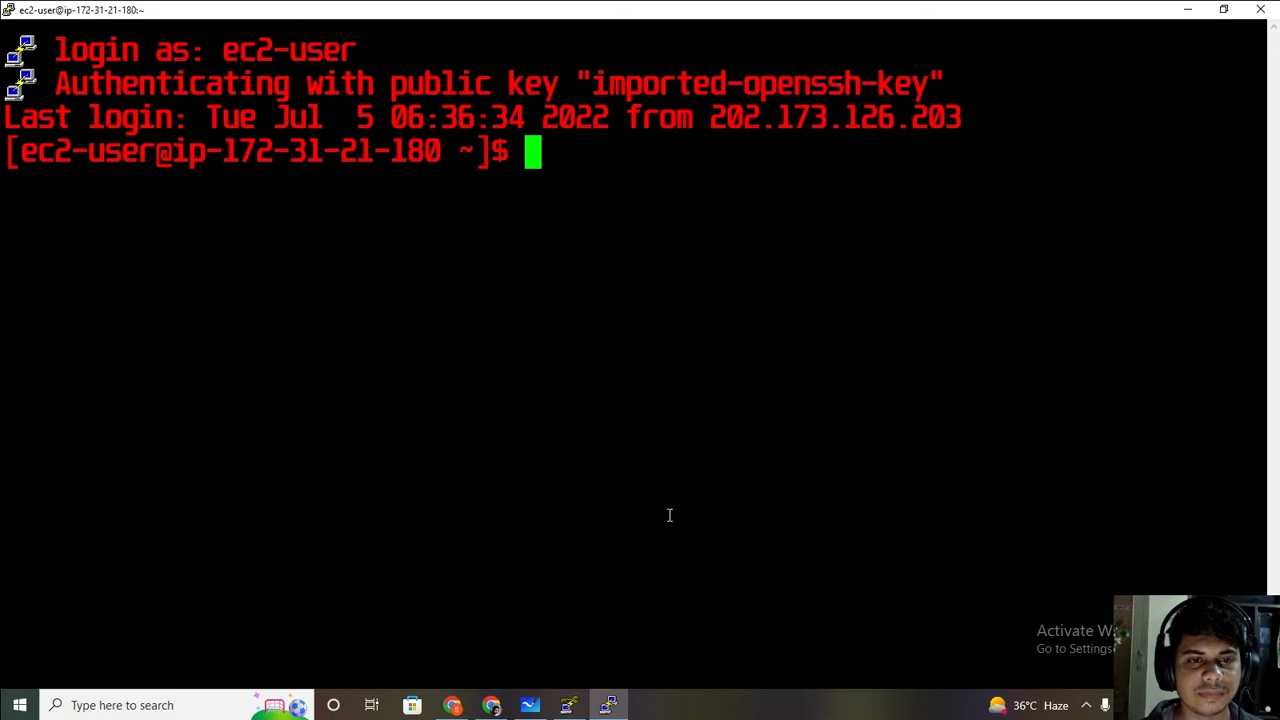 ec2-user@ip-172-31-21-180:~
login as: ec2-user
Authenticating with public key "imported-openssh-key"
Last login: Tue Jul  5 06:36:34 2022 from 202.173.126.203
[ec2-user@ip-172-31-21-180 ~]$
Activate W
Go to Settings
Type here to search
36°C Haze